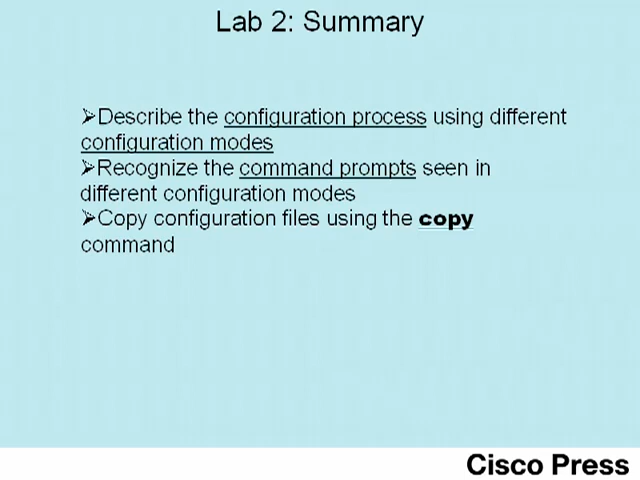 Lab 2: Summary
➢Describe the configuration process using different
configuration modes
➢Recognize the command prompts seen in
different configuration modes
➢Copy configuration files using the copy
command
Cisco Press